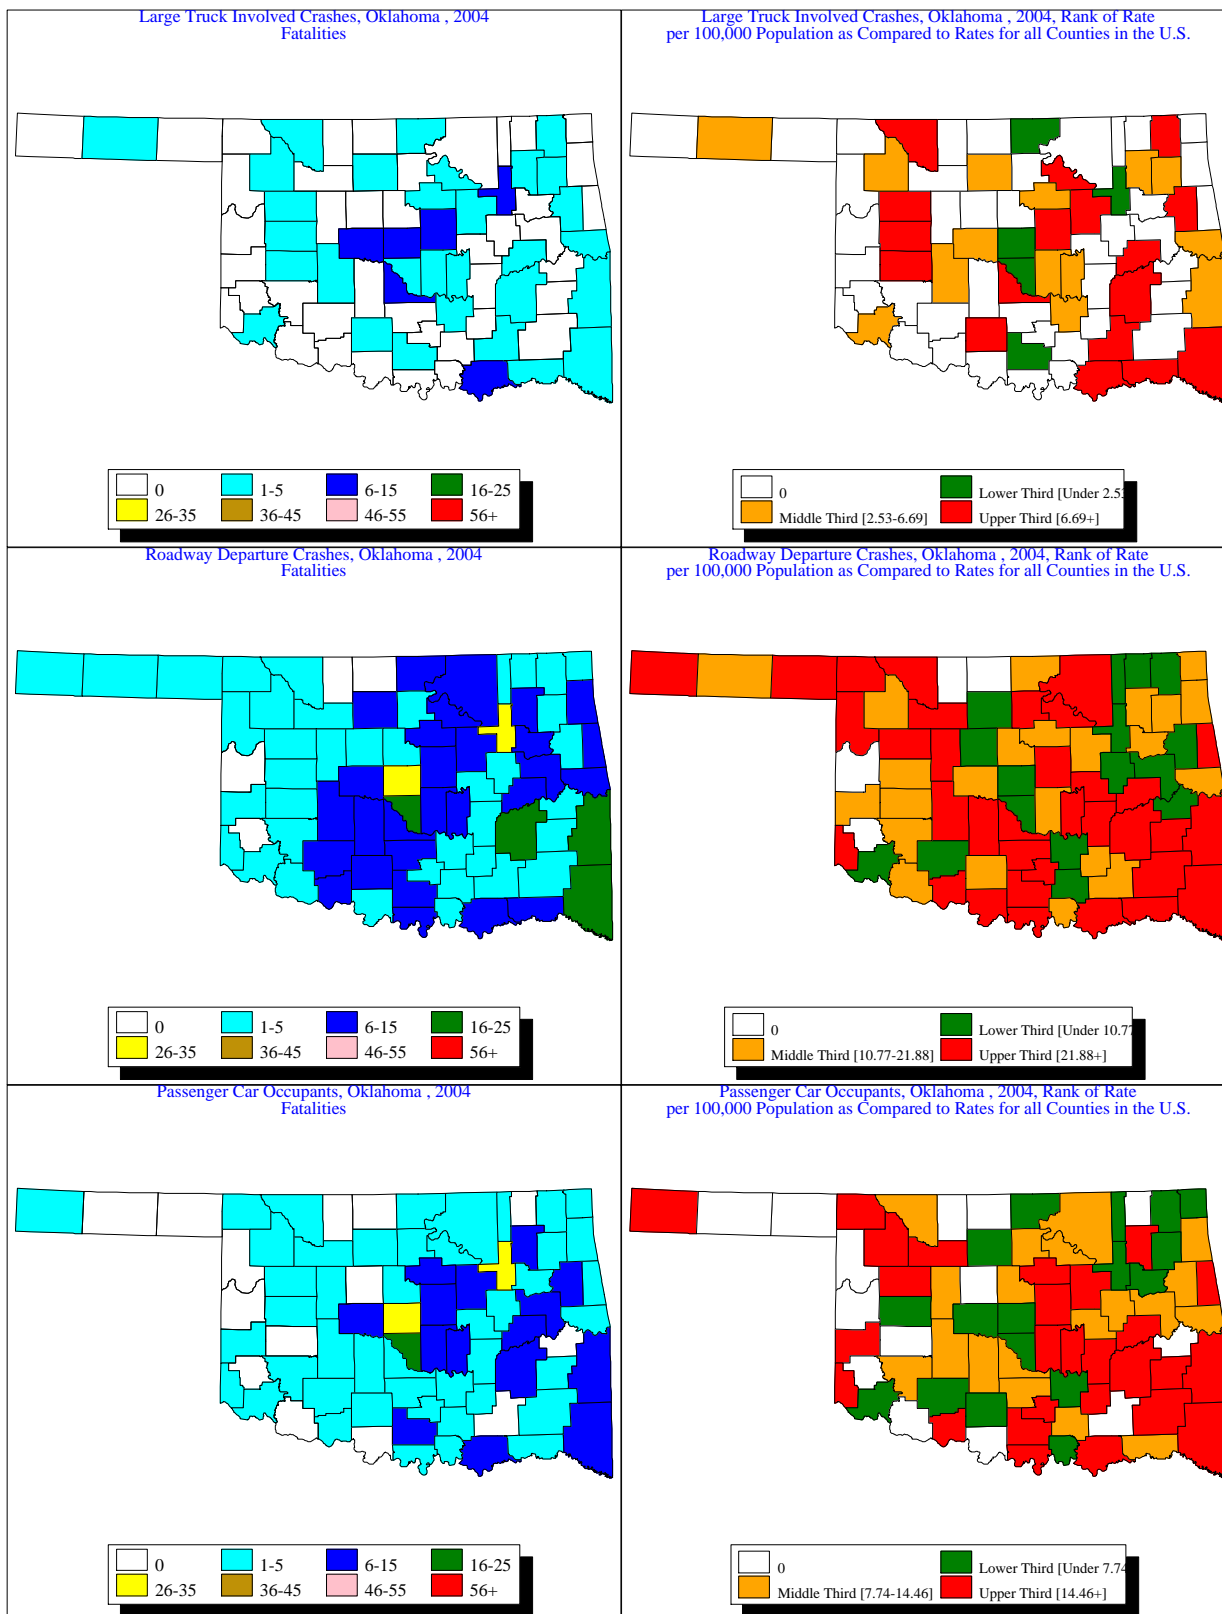 Large Truck Involved Crashes, Oklahoma , 2004
Fatalities
0
1-5
6-15
16-25
26-35
36-45
46-55
56+
Large Truck Involved Crashes, Oklahoma , 2004, Rank of Rate
per 100,000 Population as Compared to Rates for all Counties in the U.S.
0
Lower Third [Under 2.53
Middle Third [2.53-6.69]
Upper Third [6.69+]
Roadway Departure Crashes, Oklahoma , 2004
Fatalities
0
1-5
6-15
16-25
26-35
36-45
46-55
56+
Roadway Departure Crashes, Oklahoma , 2004, Rank of Rate
per 100,000 Population as Compared to Rates for all Counties in the U.S.
0
Lower Third [Under 10.77
Middle Third [10.77-21.88]
Upper Third [21.88+]
Passenger Car Occupants, Oklahoma , 2004
Fatalities
0
1-5
6-15
16-25
26-35
36-45
46-55
56+
Passenger Car Occupants, Oklahoma , 2004, Rank of Rate
per 100,000 Population as Compared to Rates for all Counties in the U.S.
0
Lower Third [Under 7.74
Middle Third [7.74-14.46]
Upper Third [14.46+]